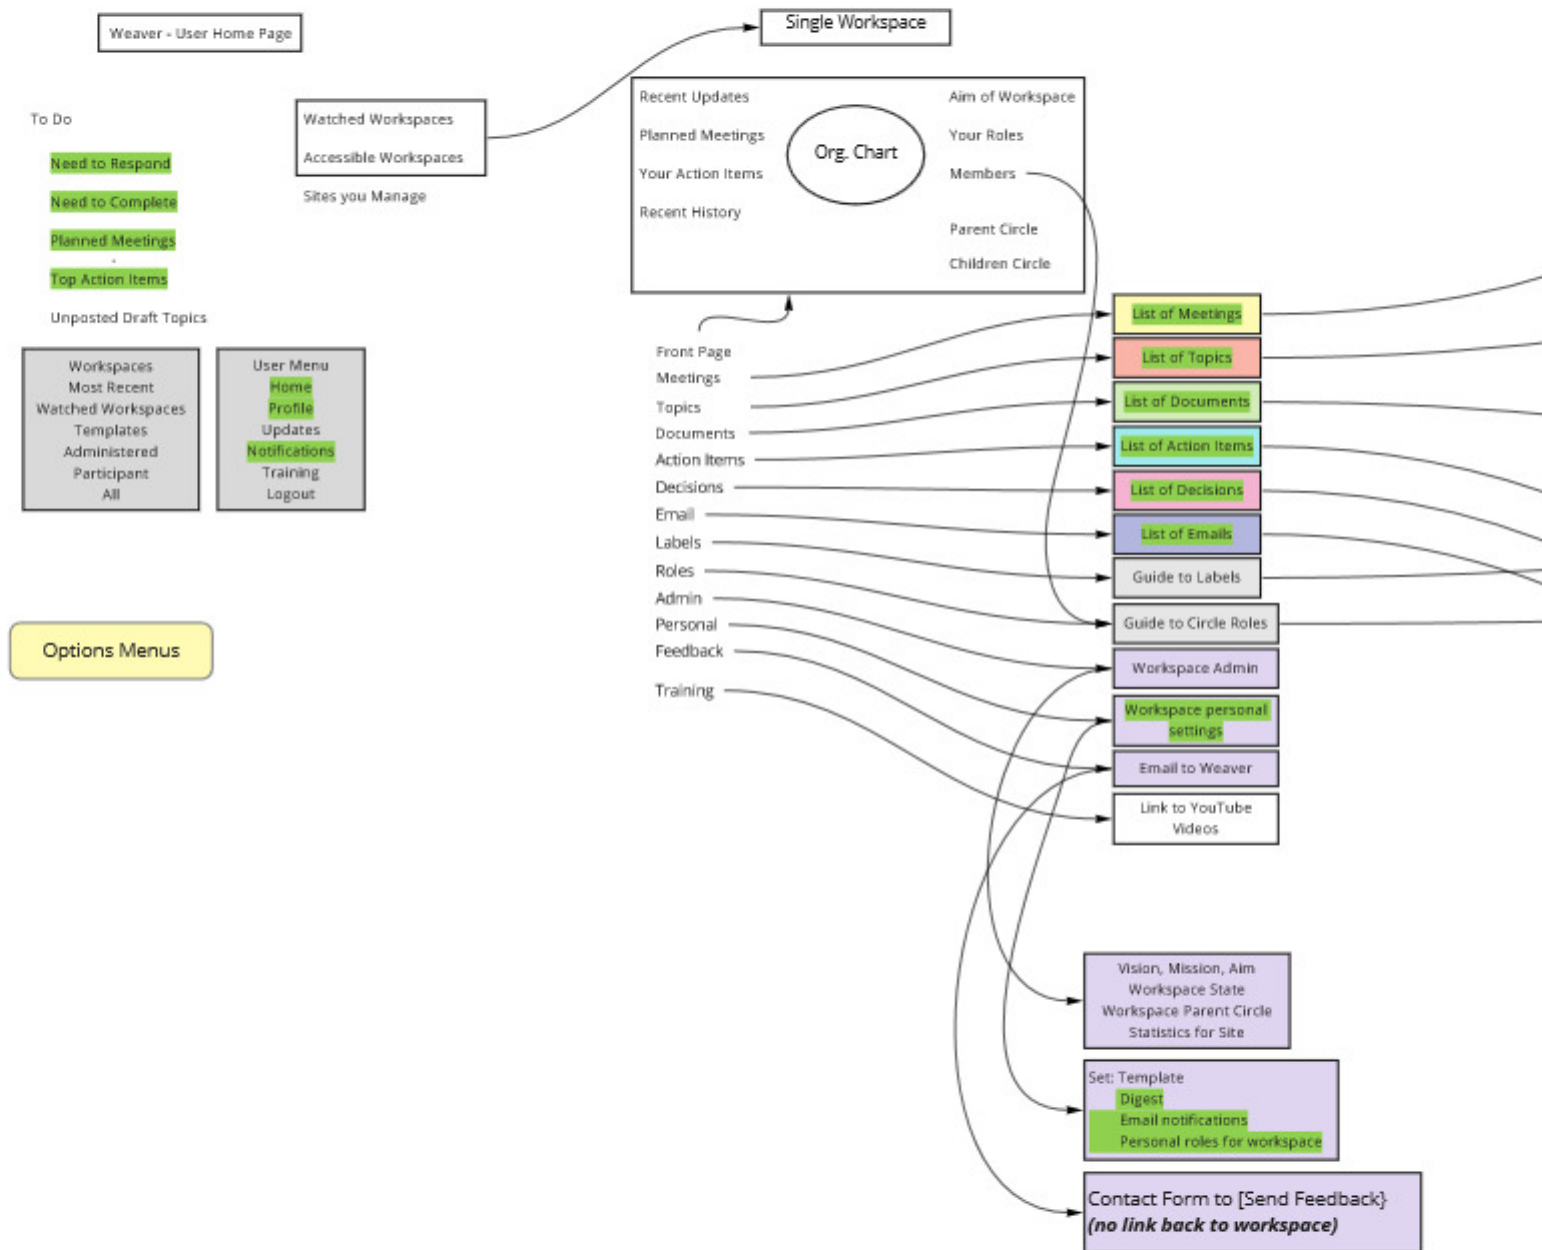 Weaver - User Home Page
To Do
Need to Respond
Need to Complete
Planned Meetings
-
Top Action Items
Unposted Draft Topics
Watched Workspaces
Accessible Workspaces
Sites you Manage
Workspaces
Most Recent
Watched Workspaces
Templates
Administered
Participant
All
User Menu
Home
Profile
Updates
Notifications
Training
Logout
Options Menus
Single Workspace
Recent Updates
Planned Meetings
Your Action Items
Recent History
Org. Chart
Aim of Workspace
Your Roles
Members
Parent Circle
Children Circle
Front Page
Meetings
Topics
Documents
Action Items
Decisions
Email
Labels
Roles
Admin
Personal
Feedback
Training
List of Meetings
List of Topics
List of Documents
List of Action Items
List of Decisions
List of Emails
Guide to Labels
Guide to Circle Roles
Workspace Admin
Workspace personal
settings
Email to Weaver
Link to YouTube
Videos
Vision, Mission, Aim
Workspace State
Workspace Parent Circle
Statistics for Site
Set: Template
Digest
Email notifications
Personal roles for workspace
Contact Form to [Send Feedback}
(no link back to workspace)